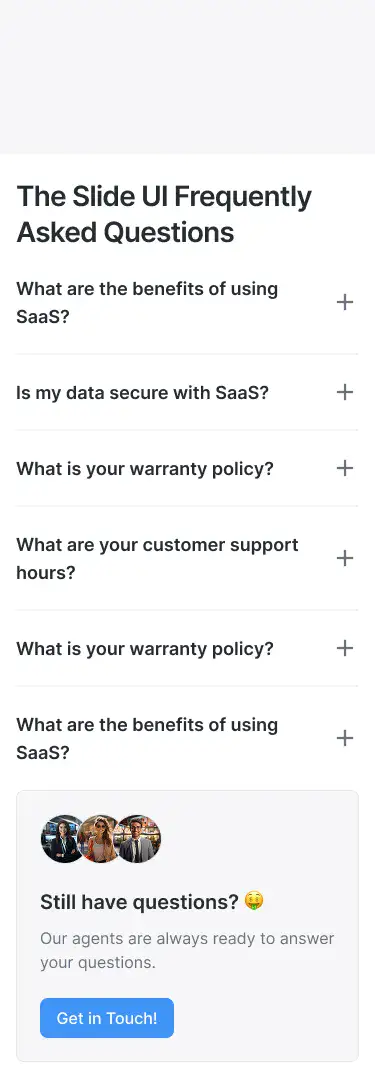 The Slide UI Frequently
Asked Questions
What are the benefits of using
SaaS?
Is my data secure with SaaS?
What is your warranty policy?
What are your customer support
hours?
What is your warranty policy?
What are the benefits of using
SaaS?
Still have questions? 🤑
Our agents are always ready to answer
your questions.
Get in Touch!